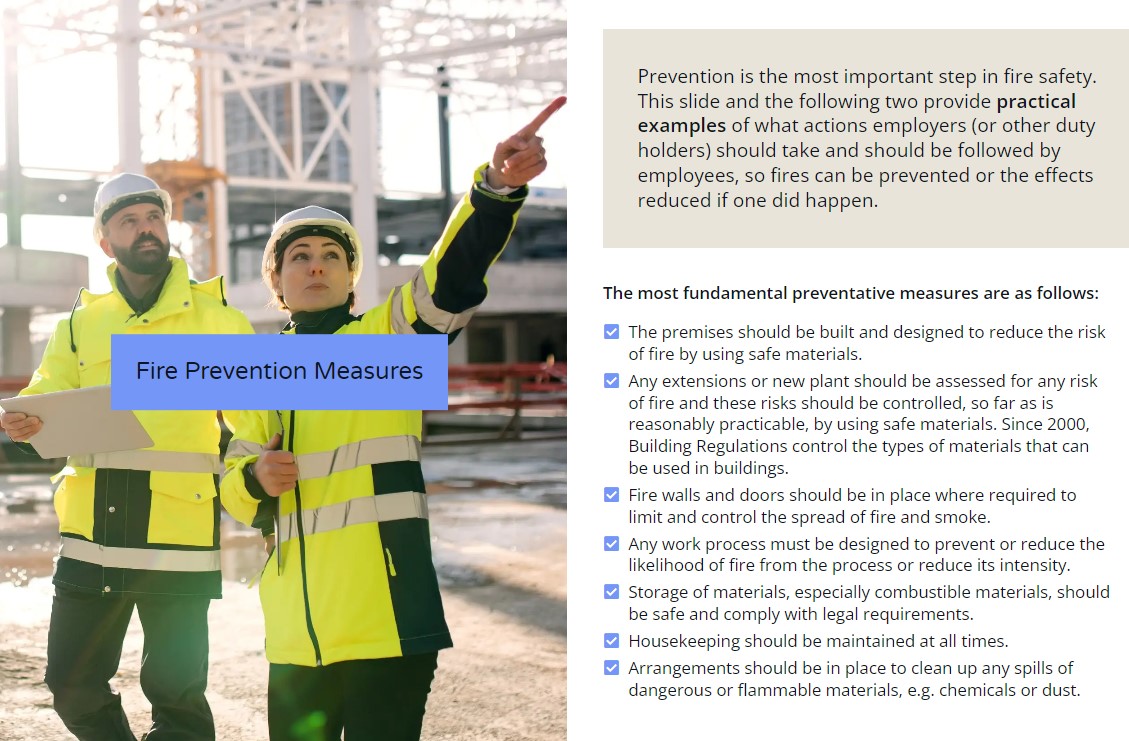 Fire Prevention Measures
Prevention is the most important step in fire safety.
This slide and the following two provide practical
examples of what actions employers (or other duty
holders) should take and should be followed by
employees, so fires can be prevented or the effects
reduced if one did happen.
The most fundamental preventative measures are as follows:
The premises should be built and designed to reduce the risk
of fire by using safe materials.
Any extensions or new plant should be assessed for any risk
of fire and these risks should be controlled, so far as is
reasonably practicable, by using safe materials. Since 2000,
Building Regulations control the types of materials that can
be used in buildings.
Fire walls and doors should be in place where required to
limit and control the spread of fire and smoke.
Any work process must be designed to prevent or reduce the
likelihood of fire from the process or reduce its intensity.
Storage of materials, especially combustible materials, should
be safe and comply with legal requirements.
Housekeeping should be maintained at all times.
Arrangements should be in place to clean up any spills of
dangerous or flammable materials, e.g. chemicals or dust.